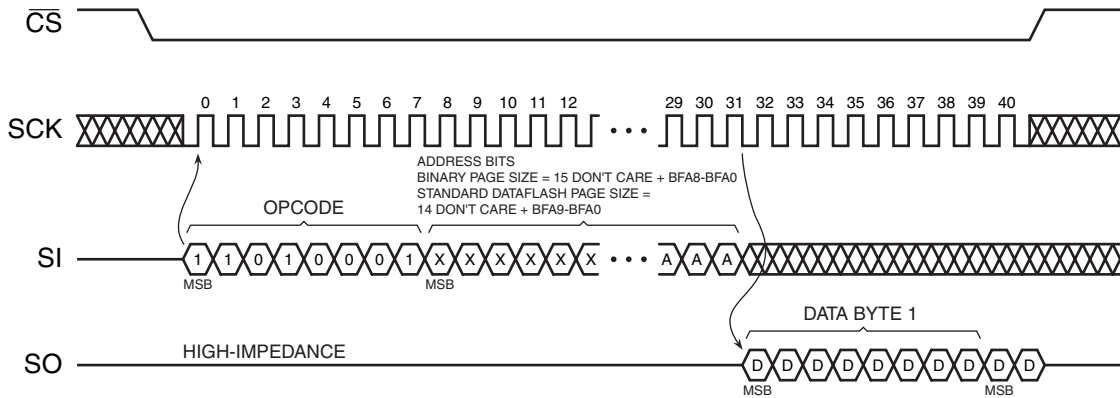 CS
SCK
0 1 2 3 4 5 6 7 8 9 10 11 12 29 30 31 32 33 34 35 36 37 38 39 40
ADDRESS BITS
BINARY PAGE SIZE = 15 DON'T CARE + BFA8-BFA0
STANDARD DATAFLASH PAGE SIZE =
14 DON'T CARE + BFA9-BFA0
OPCODE
SI
1 1 0 1 0 0 0 1 X X X X X X • • • A A A
MSB MSB
DATA BYTE 1
HIGH-IMPEDANCE
SO
D D D D D D D D D D
MSB MSB